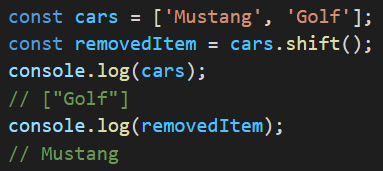 const cars = ['Mustang', 'Golf'];
const removedItem = cars.shift();
console.log(cars);
// ["Golf"]
console.log(removedItem);
// Mustang